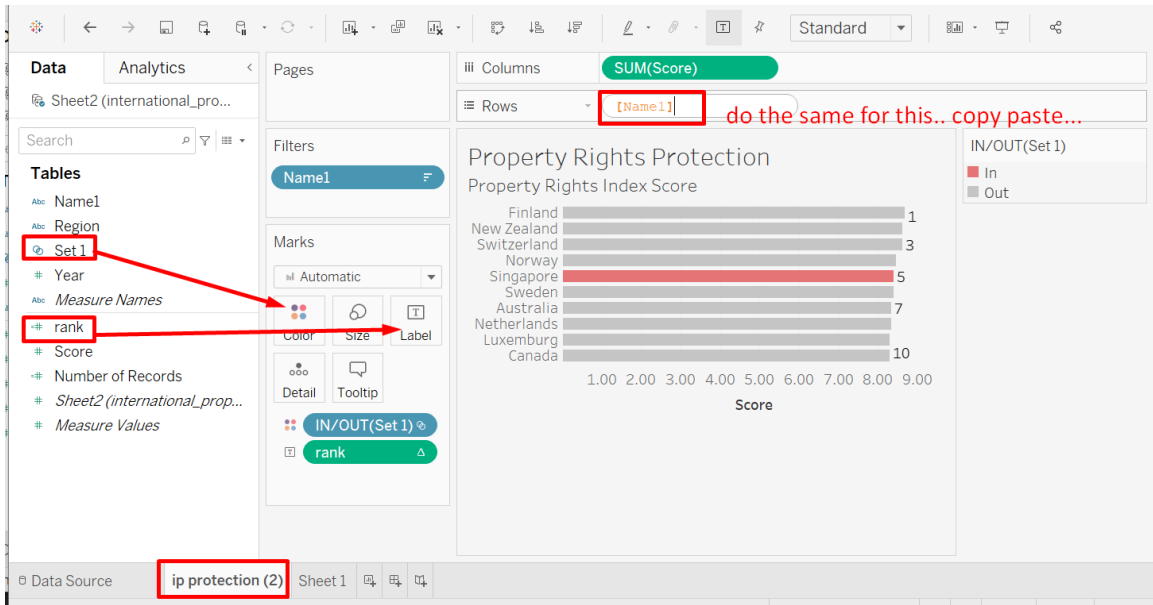 Standard
Data
Analytics
Sheet2 (international_pro...
Search
Tables
Abc Name1
Abc Region
Set 1
# Year
Abc Measure Names
=# rank
# Score
=# Number of Records
# Sheet2 (international_prop...
# Measure Values
Pages
Filters
Name1
Marks
Automatic
Color
Size
T
Label
Detail
Tooltip
IN/OUT(Set 1)
T
rank
Δ
iii Columns
SUM(Score)
Rows
[Name1]
do the same for this.. copy paste...
Property Rights Protection
Property Rights Index Score
Finland 1
New Zealand
Switzerland 3
Norway
Singapore 5
Sweden
Australia 7
Netherlands
Luxemburg
Canada 10
1.00 2.00 3.00 4.00 5.00 6.00 7.00 8.00 9.00
Score
IN/OUT(Set 1)
In
Out
Data Source
ip protection (2)
Sheet 1